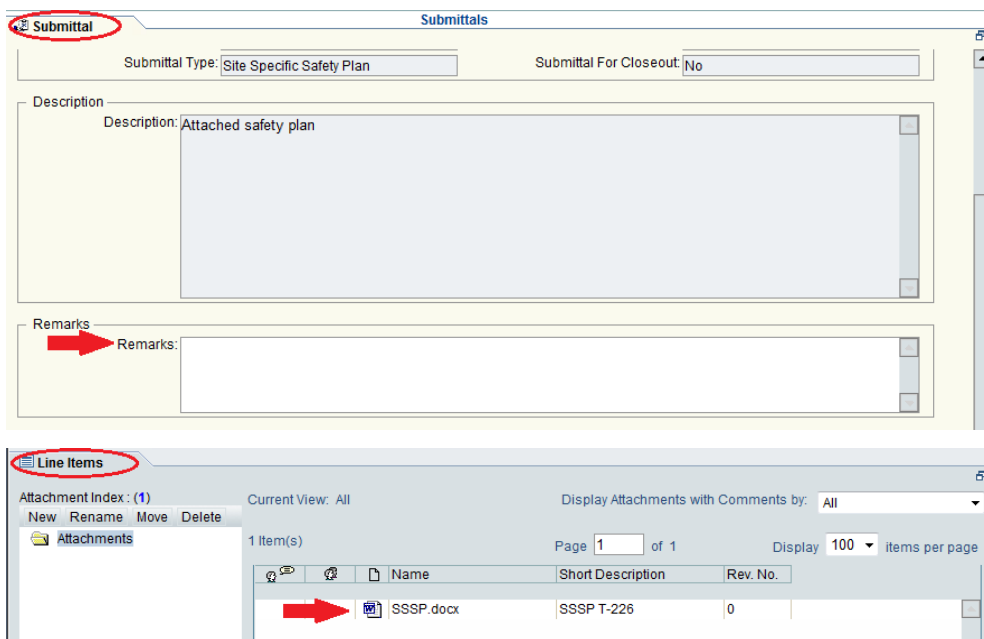 Submittals
Submittal
Submittal Type: Site Specific Safety Plan Submittal For Closeout: No
Description
Description: Attached safety plan
Remarks
Remarks:
Line Items
Attachment Index : (1) Current View: All Display Attachments with Comments by: All
New Rename Move Delete
Attachments 1 Item(s) Page 1 of 1 Display 100 items per page
Name Short Description Rev. No.
SSSP.docx SSSP T-226 0